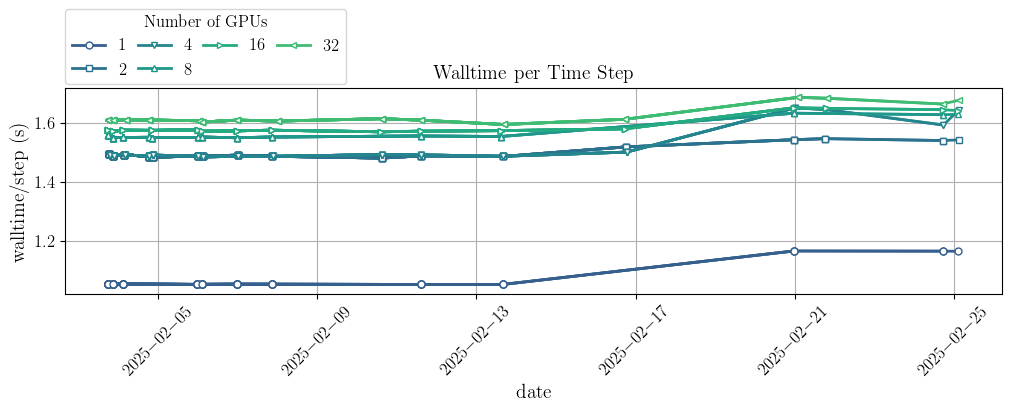 Number of GPUs
1 4 16 32
2 8
Walltime per Time Step
walltime/step (s)
1.6
1.4
1.2
2025−02−05 2025−02−09 2025−02−13 2025−02−17 2025−02−21 2025−02−25
date